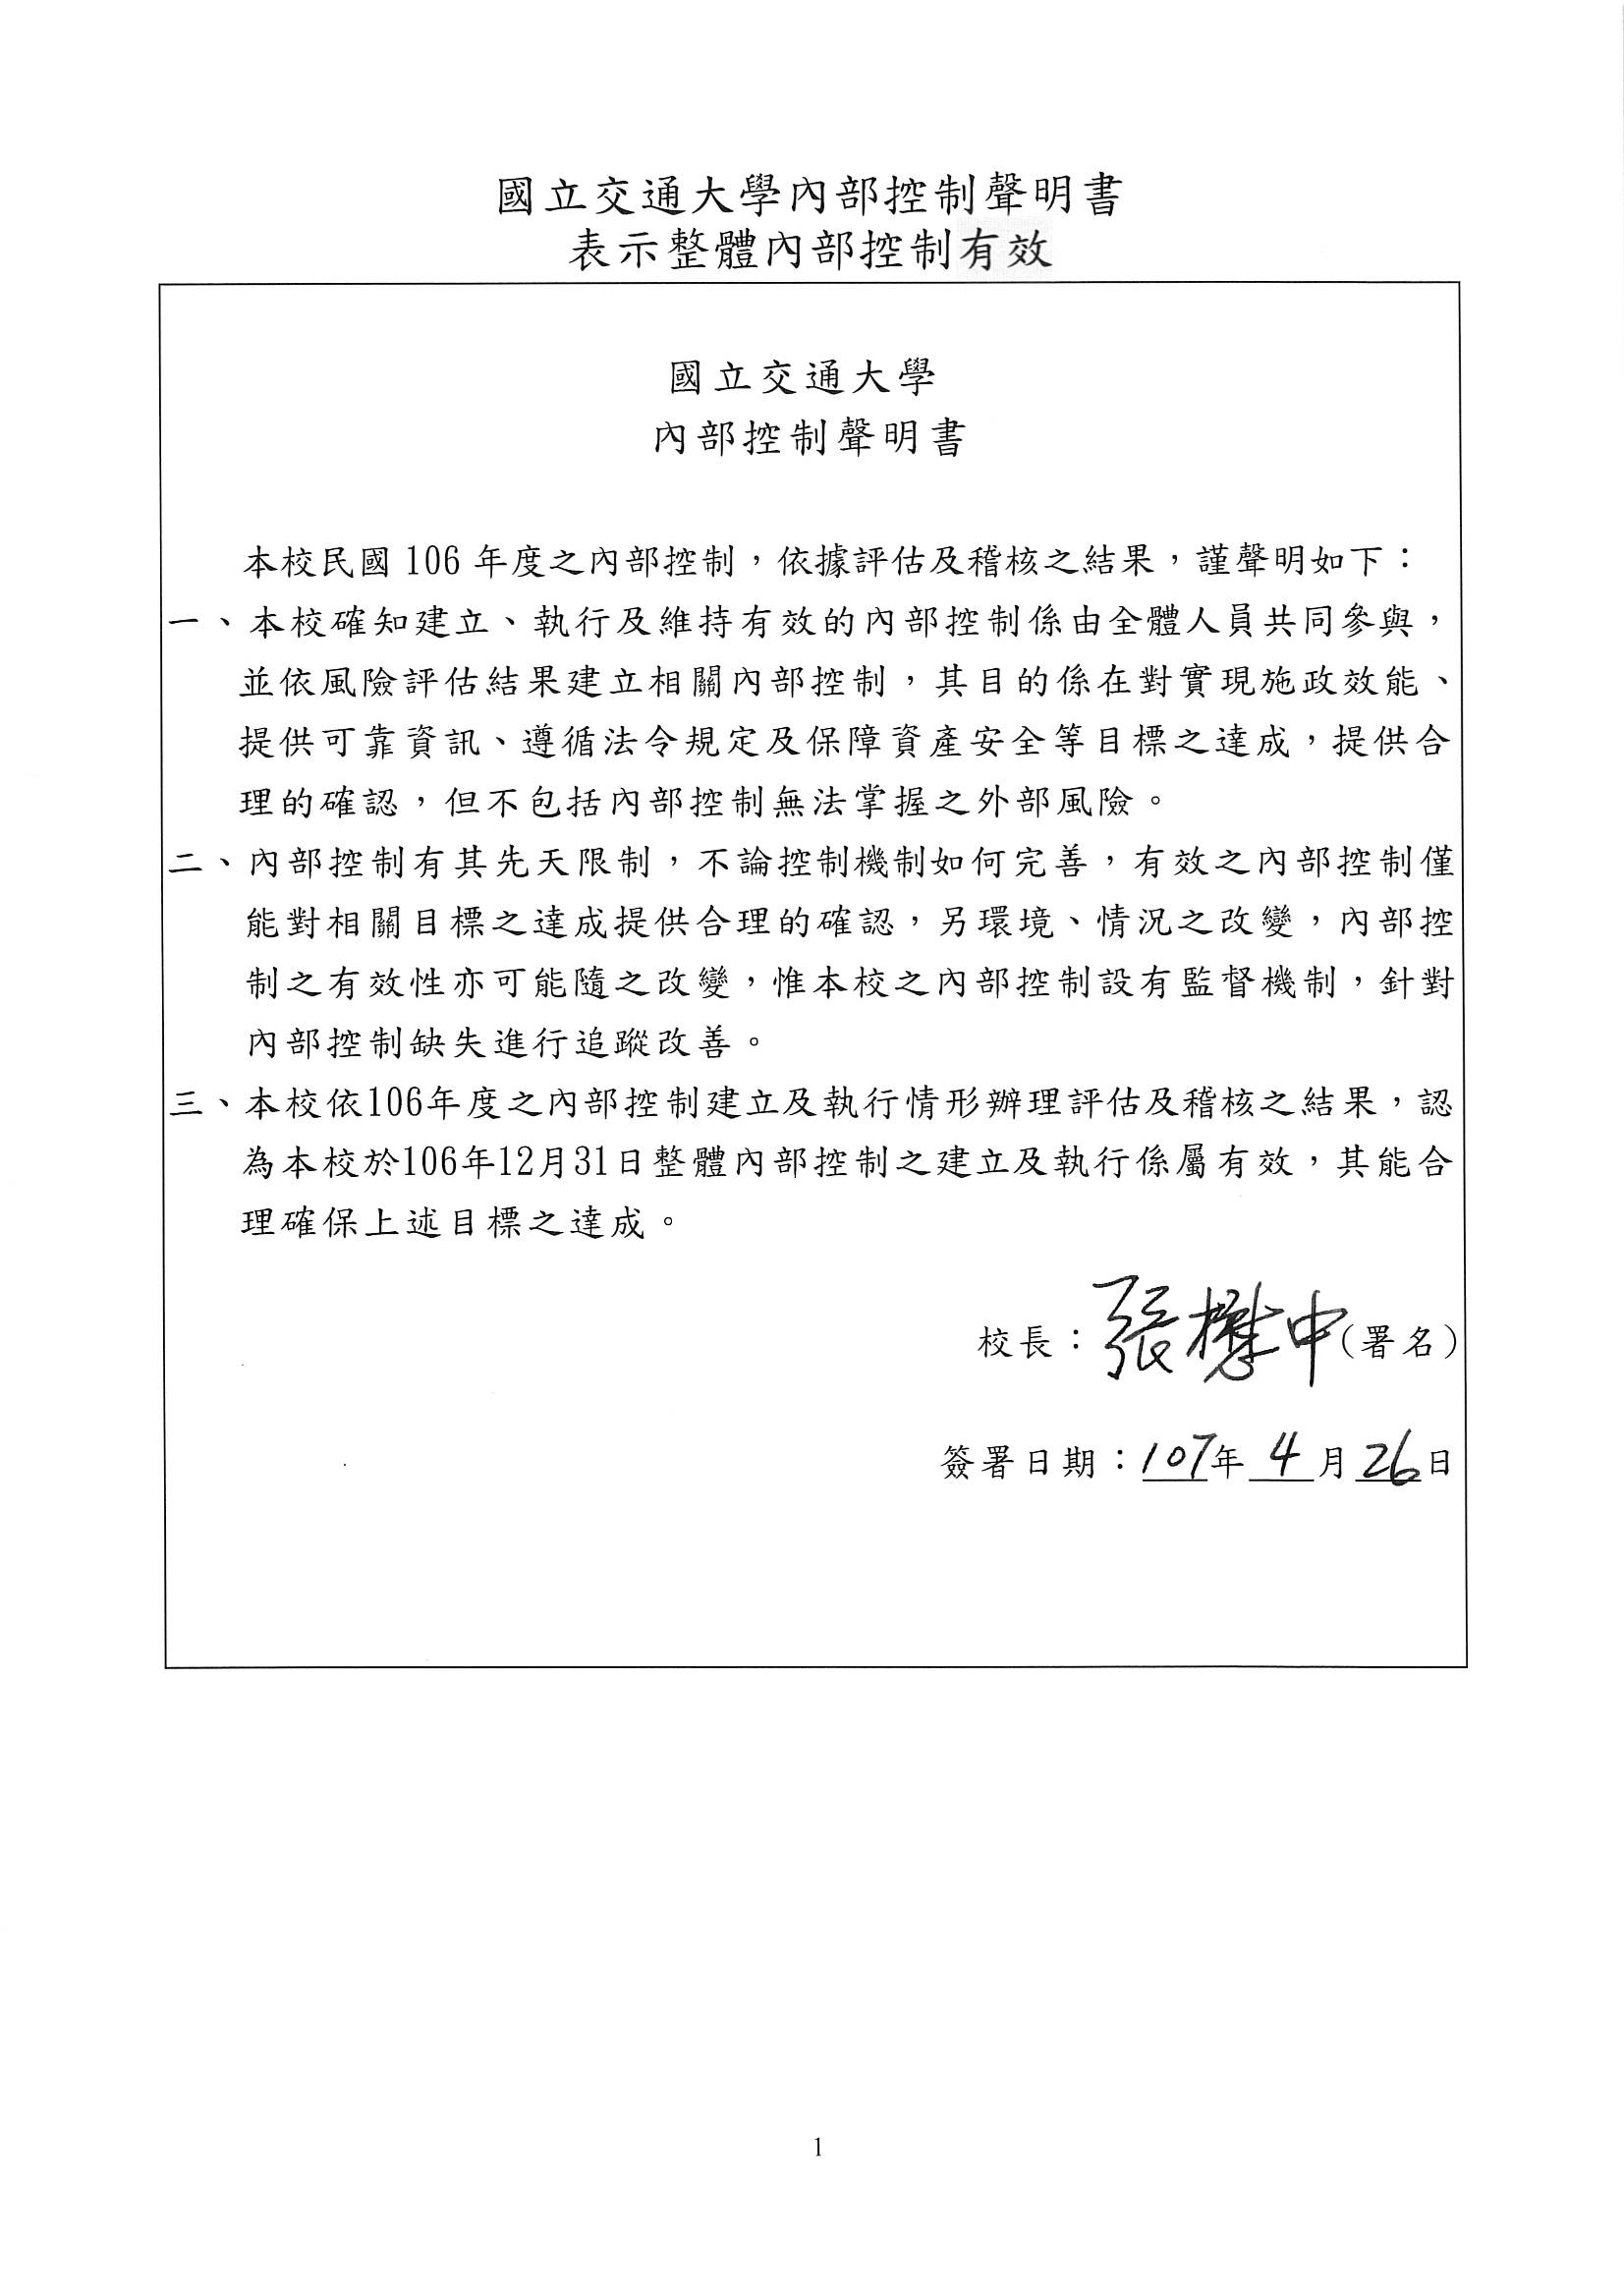 國立交通大學內部控制聲明書
表示整體內部控制有效
國立交通大學
內部控制聲明書
本校民國 106 年度之內部控制，依據評估及稽核之結果，謹聲明如下：
一、本校確知建立、執行及維持有效的內部控制係由全體人員共同參與，
並依風險評估結果建立相關內部控制，其目的係在對實現施政效能、
提供可靠資訊、遵循法令規定及保障資產安全等目標之達成，提供合
理的確認，但不包括內部控制無法掌握之外部風險。
二、內部控制有其先天限制，不論控制機制如何完善，有效之內部控制僅
能對相關目標之達成提供合理的確認，另環境、情況之改變，內部控
制之有效性亦可能隨之改變，惟本校之內部控制設有監督機制，針對
內部控制缺失進行追蹤改善。
三、本校依106年度之內部控制建立及執行情形辦理評估及稽核之結果，認
為本校於106年12月31日整體內部控制之建立及執行係屬有效，其能合
理確保上述目標之達成。
校長：張懋中(署名)
簽署日期：107年 4 月 26日
1